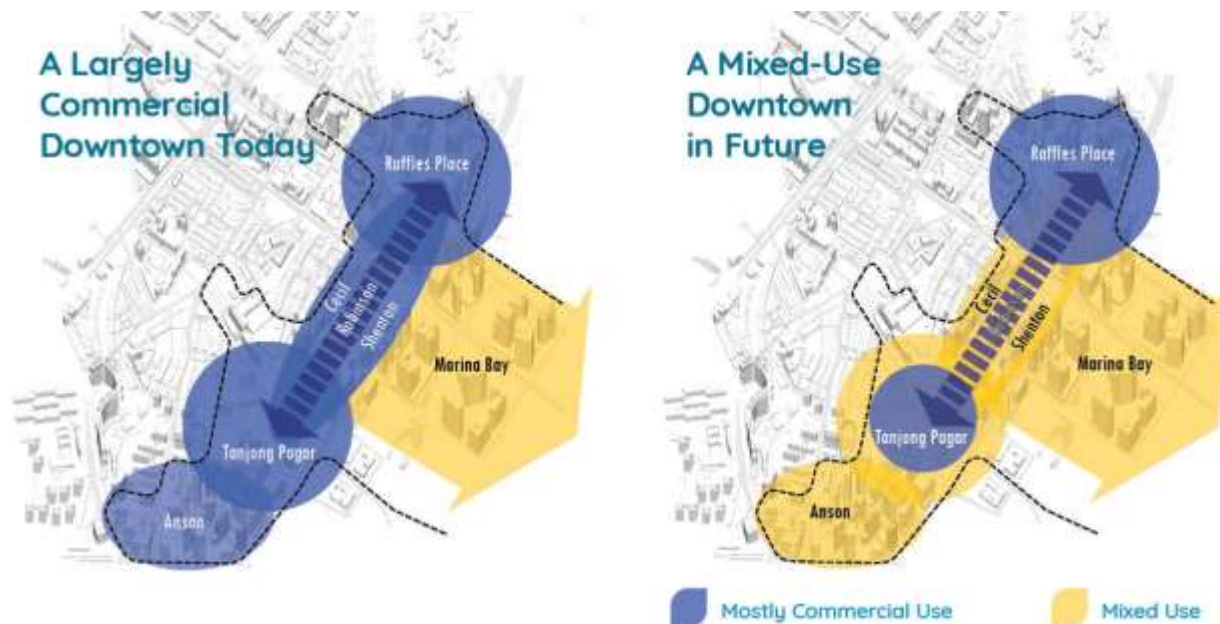 A Largely
Commercial
Downtown Today
Raffles Place
Cecil
Robinson
Shenton
Marina Bay
Tanjong Pagar
Anson
A Mixed-Use
Downtown
in Future
Raffles Place
Cecil
Shenton
Marina Bay
Tanjong Pagar
Anson
Mostly Commercial Use
Mixed Use